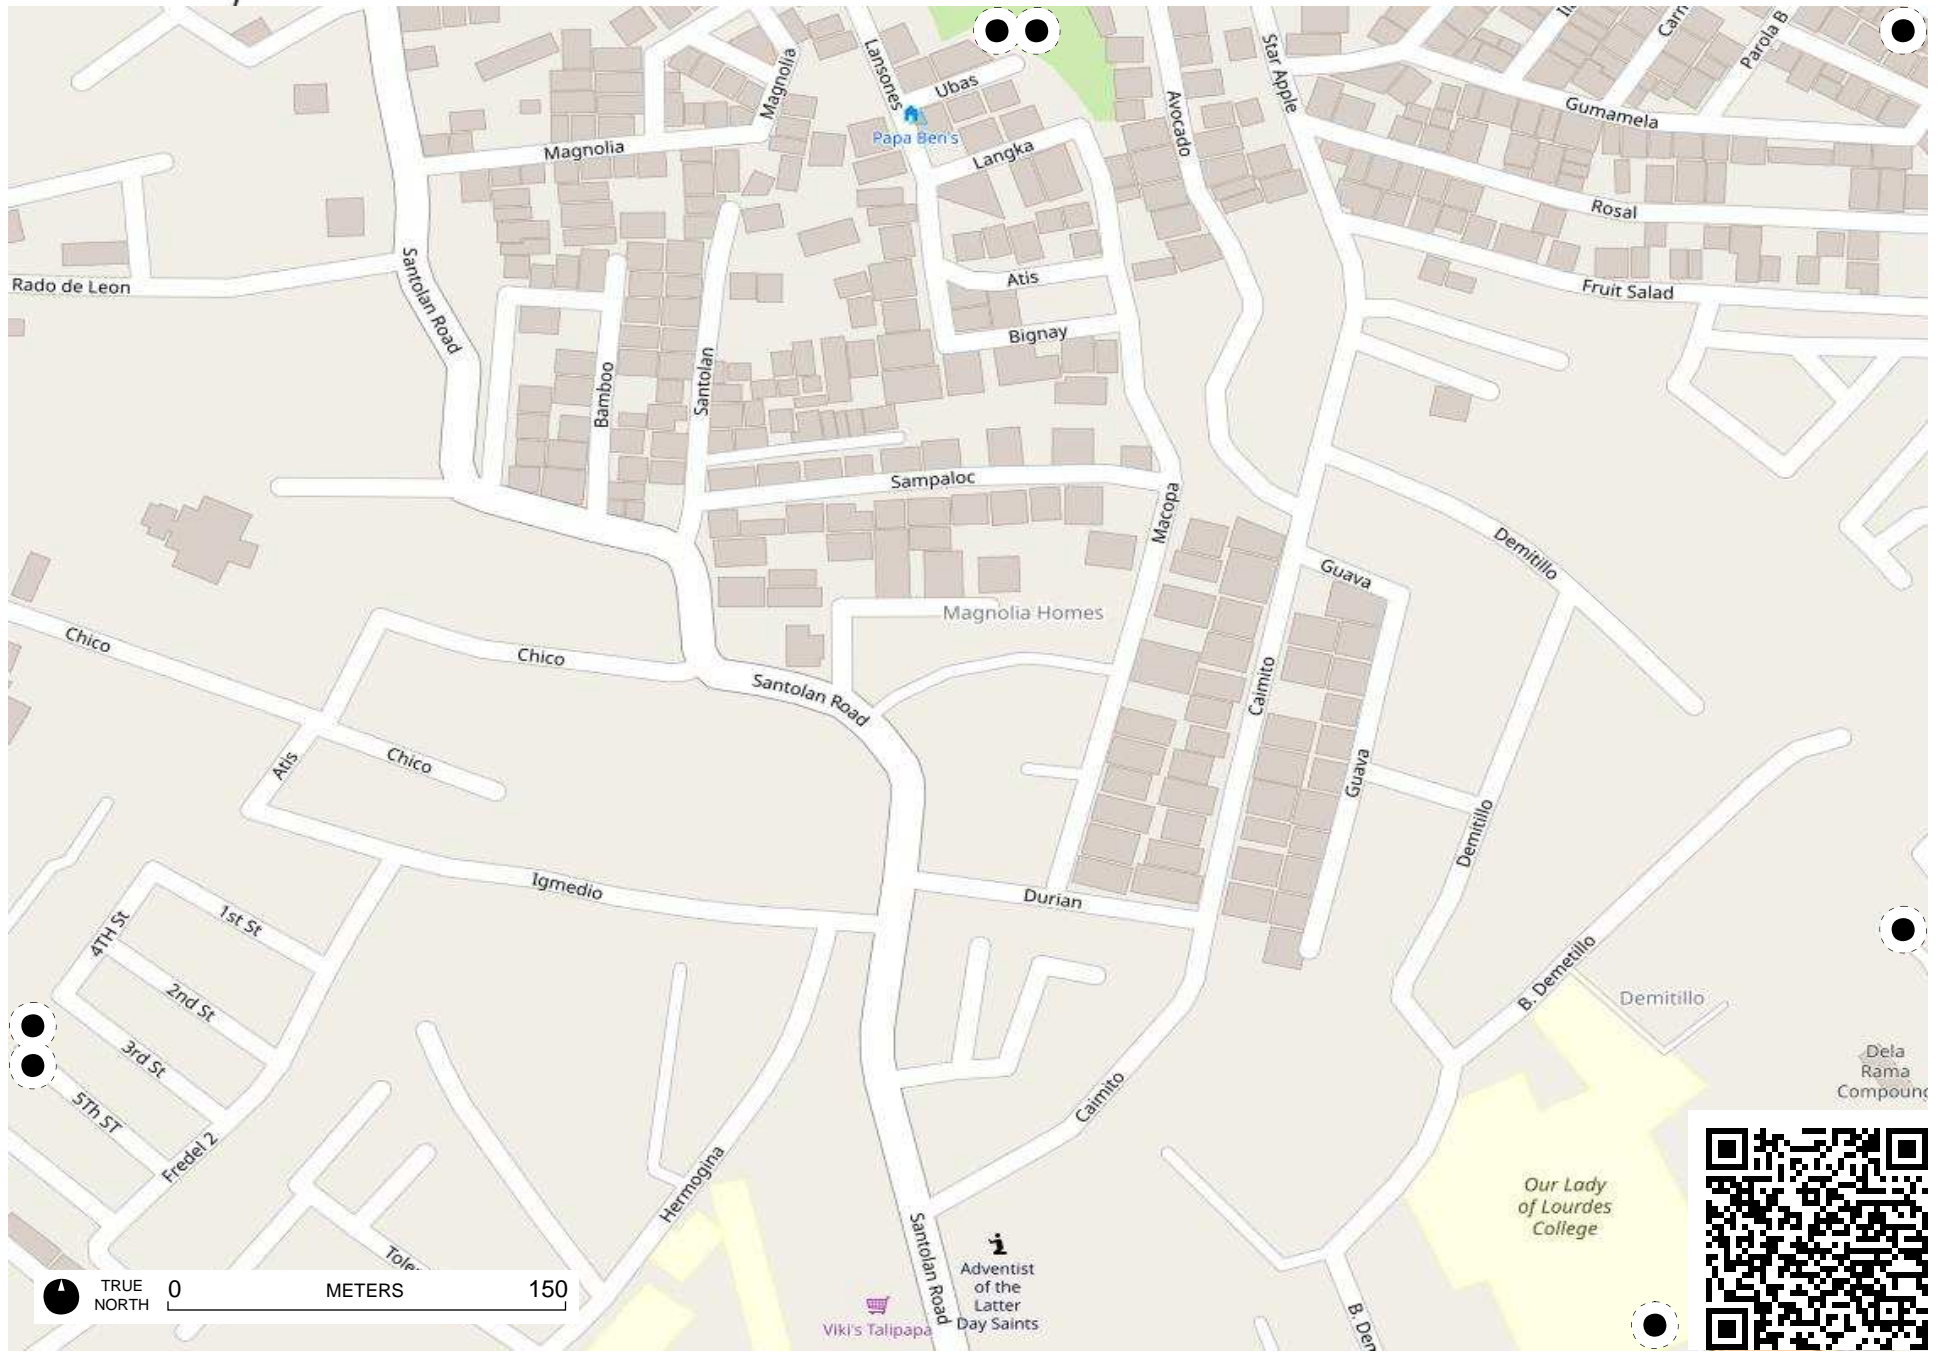 Lansones
Magnolia
Ubas
Star Apple
Parola B
Papa Ben's
Avocado
Gumamela
Magnolia
Langka
Rosal
Santolan Road
Rado de Leon
Atis
Fruit Salad
Bignay
Bamboo
Santolan
Sampaloc
Macopa
Demitillo
Guava
Magnolia Homes
Chico
Chico
Santolan Road
Caimito
Chico
Atis
Guava
Demitillo
Igmedio
Durian
1st St
4TH St
2nd St
B. Demetillo
Demitillo
3rd St
5Th ST
Dela
Rama
Compound
Caimito
Fredel 2
Hermogina
Our Lady
of Lourdes
College
Santolan Road
Adventist
of the
Latter
Day Saints
Viki's Talipapa
TRUE
NORTH
0 METERS 150